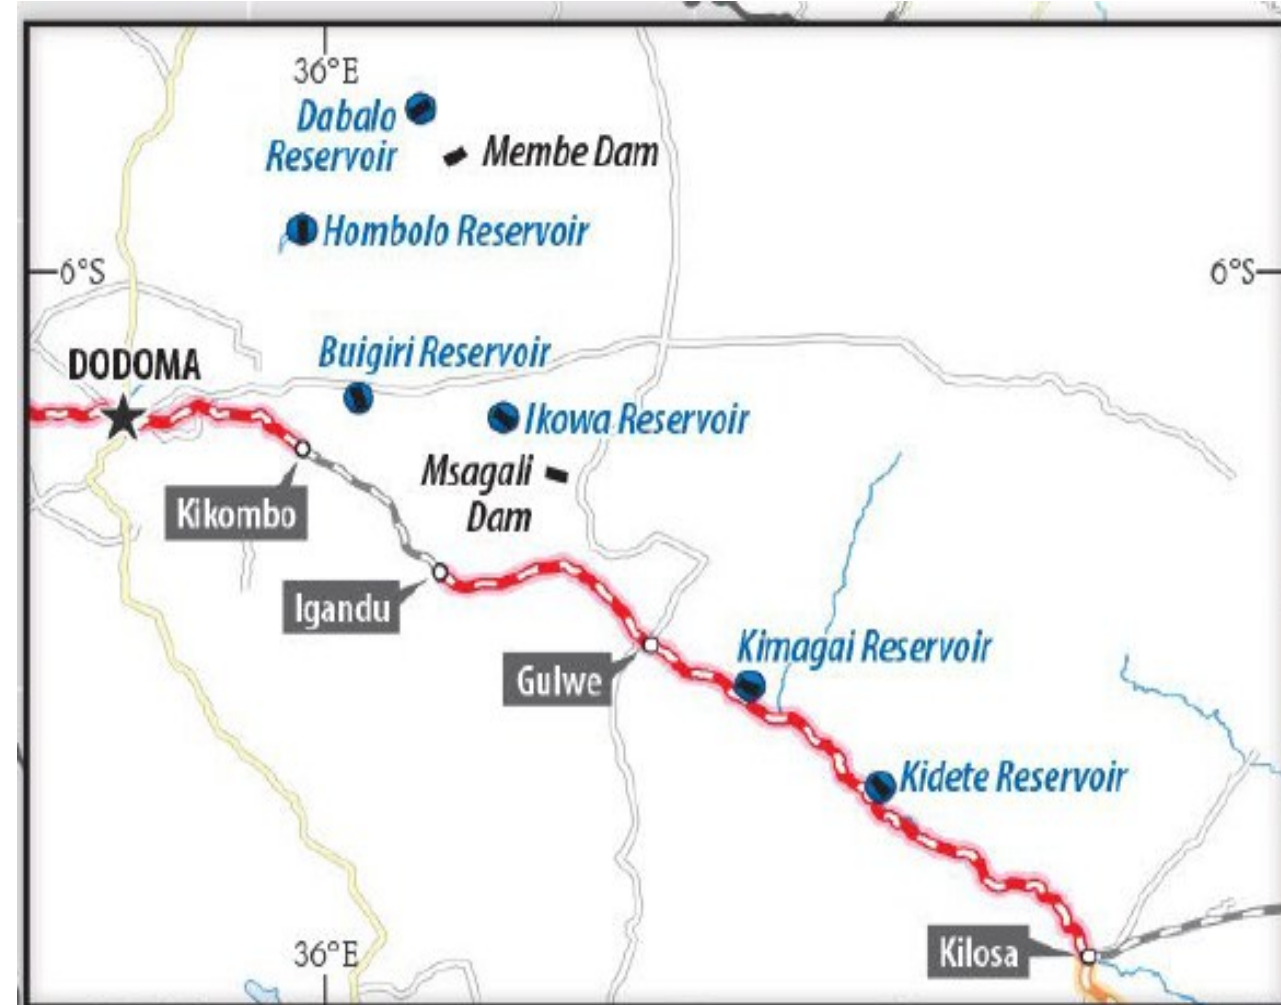 36°E
Dabalo
Reservoir
Membe Dam
Hombolo Reservoir
6°S
6°S
Buigiri Reservoir
DODOMA
Ikowa Reservoir
Msagali
Dam
Kikombo
Igandu
Kimagai Reservoir
Gulwe
Kidete Reservoir
36°E
Kilosa